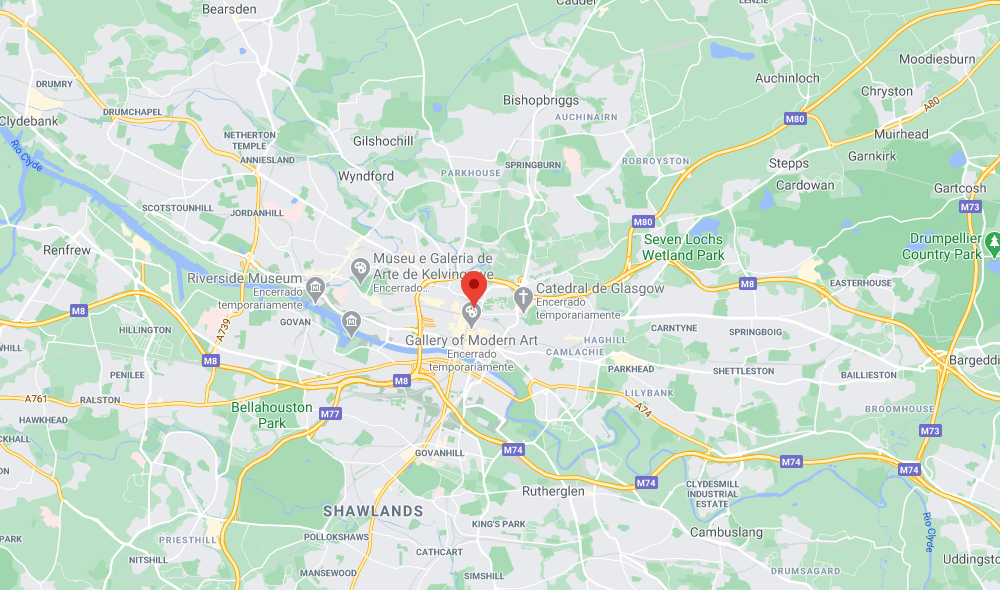 Bearsden
Cadder
LENZIE
Moodiesburn
DRUMRY
Auchinloch
Chryston
Bishopbriggs
A80
DRUMCHAPEL
AUCHINAIRN
M80
Clydebank
NETHERTON
TEMPLE
Gilshochill
Muirhead
Rio Clyde
ANNIESLAND
SPRINGBURN
ROBROYSTON
Stepps
Garnkirk
Wyndford
PARKHOUSE
Cardowan
Gartcosh
SCOTSTOUNHILL
JORDANHILL
M80
M73
Renfrew
Seven Lochs
Wetland Park
Drumpellier
Country Park
Museu e Galeria de
Arte de Kelvingrove
Encerrado...
Riverside Museum
Encerrado
temporariamente
Catedral de Glasgow
Encerrado
temporariamente
M8
EASTERHOUSE
M8
GOVAN
HILLINGTON
A739
CARNTYNE
SPRINGBOIG
Gallery of Modern Art
Encerrado
temporariamente
HAGHILL
CAMLACHIE
WHILL
M8
Bargeddi
PENILEE
PARKHEAD
SHETTLESTON
BAILLIESTON
M8
A761
RALSTON
LILYBANK
A74
BROOMHOUSE
Bellahouston
Park
M77
HAWKHEAD
M73
CKHALL
GOVANHILL
M74
M74
M74
ON
M74
Rutherglen
CLYDESMILL
INDUSTRIAL
ESTATE
SHAWLANDS
KING'S PARK
Cambuslang
Rio Clyde
PARK
PRIESTHILL
POLLOKSHAWS
CATHCART
NITSHILL
Uddingsto
MANSEWOOD
SIMSHILL
DRUMSAGARD